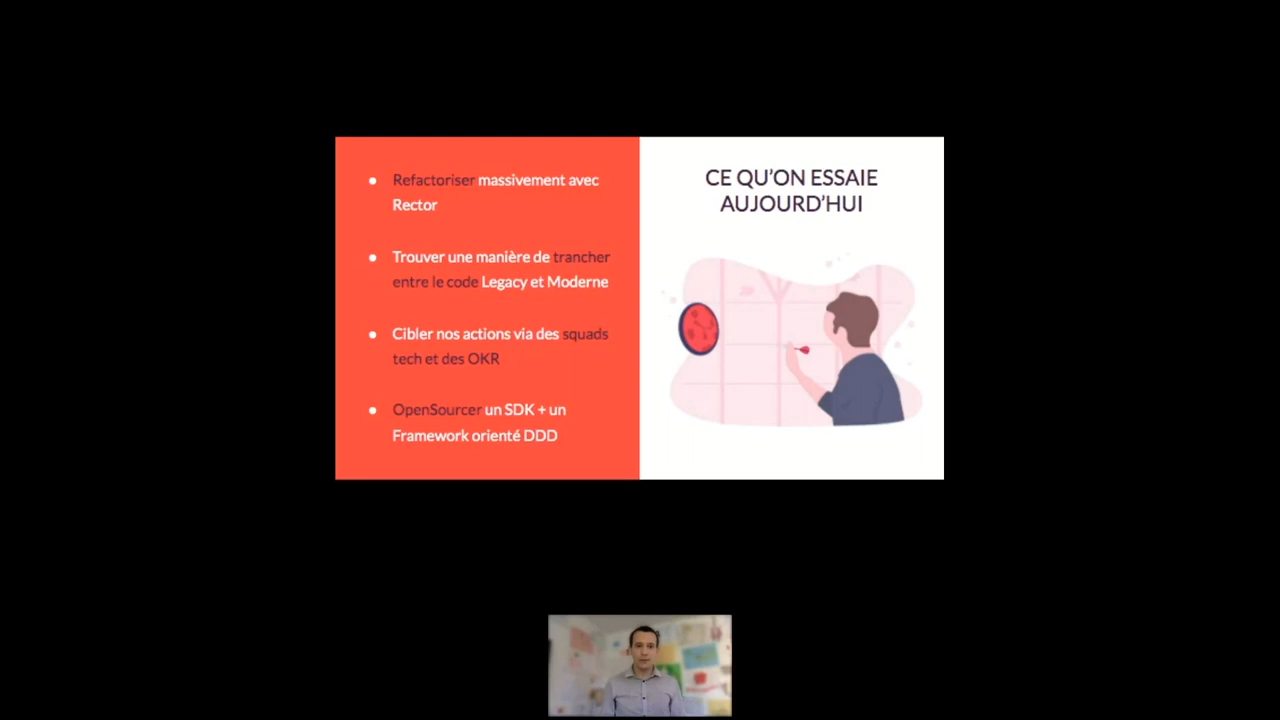 Refactoriser massivement avec
Rector
Trouver une manière de trancher
entre le code Legacy et Moderne
Cibler nos actions via des squads
tech et des OKR
OpenSourcer un SDK + un
Framework orienté DDD
CE QU'ON ESSAIE
AUJOURD'HUI